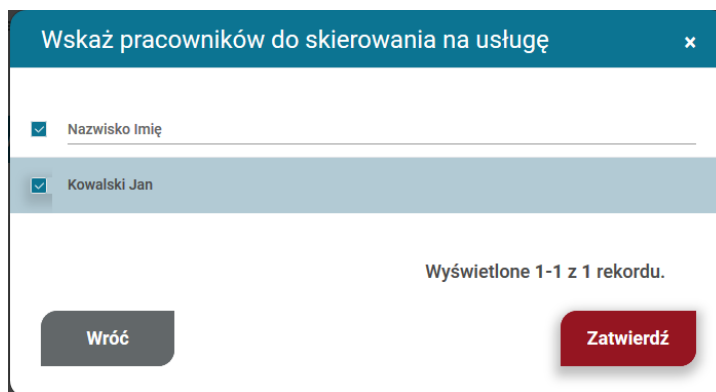 Wskaż pracowników do skierowania na usługę ×
Nazwisko Imię
Kowalski Jan
Wyświetlone 1-1 z 1 rekordu.
Wróć Zatwierdź